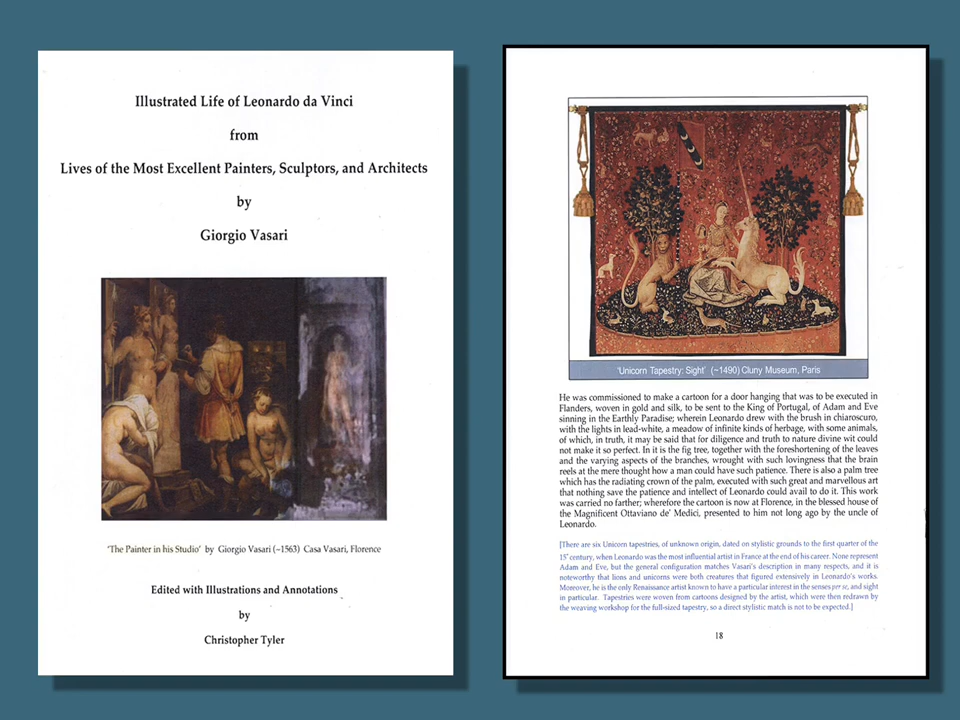 Illustrated Life of Leonardo da Vinci
from
Lives of the Most Excellent Painters, Sculptors, and Architects
by
Giorgio Vasari
'The Painter in his Studio' by Giorgio Vasari (~1563) Casa Vasari, Florence
Edited with Illustrations and Annotations
by
Christopher Tyler
'Unicorn Tapestry: Sight' (~1490) Cluny Museum, Paris
He was commissioned to make a cartoon for a door hanging that was to be executed in
Flanders, woven in gold and silk, to be sent to the King of Portugal, of Adam and Eve
sinning in the Earthly Paradise; wherein Leonardo drew with the brush in chiaroscuro,
with the lights in lead-white, a meadow of infinite kinds of herbage, with some animals,
of which, in truth, it may be said that for diligence and truth to nature divine wit could
not make it so perfect. In it is the fig tree, together with the foreshortening of the leaves
and the varying aspects of the branches, wrought with such lovingness that the brain
reels at the mere thought how a man could have such patience. There is also a palm tree
which has the radiating crown of the palm, executed with such great and marvellous art
that nothing save the patience and intellect of Leonardo could avail to do it. This work
was carried no farther; wherefore the cartoon is now at Florence, in the blessed house of
the Magnificent Ottaviano de' Medici, presented to him not long ago by the uncle of
Leonardo.
[There are six Unicorn tapestries, of unknown origin, dated on stylistic grounds to the first quarter of the
15th century, when Leonardo was the most influential artist in France at the end of his career. None represent
Adam and Eve, but the general configuration matches Vasari's description in many respects, and it is
noteworthy that lions and unicorns were both creatures that figured extensively in Leonardo's works.
Moreover, he is the only Renaissance artist known to have a particular interest in the senses per se, and sight
in particular. Tapestries were woven from cartoons designed by the artist, which were then redrawn by
the weaving workshop for the full-sized tapestry, so a direct stylistic match is not to be expected.]
18